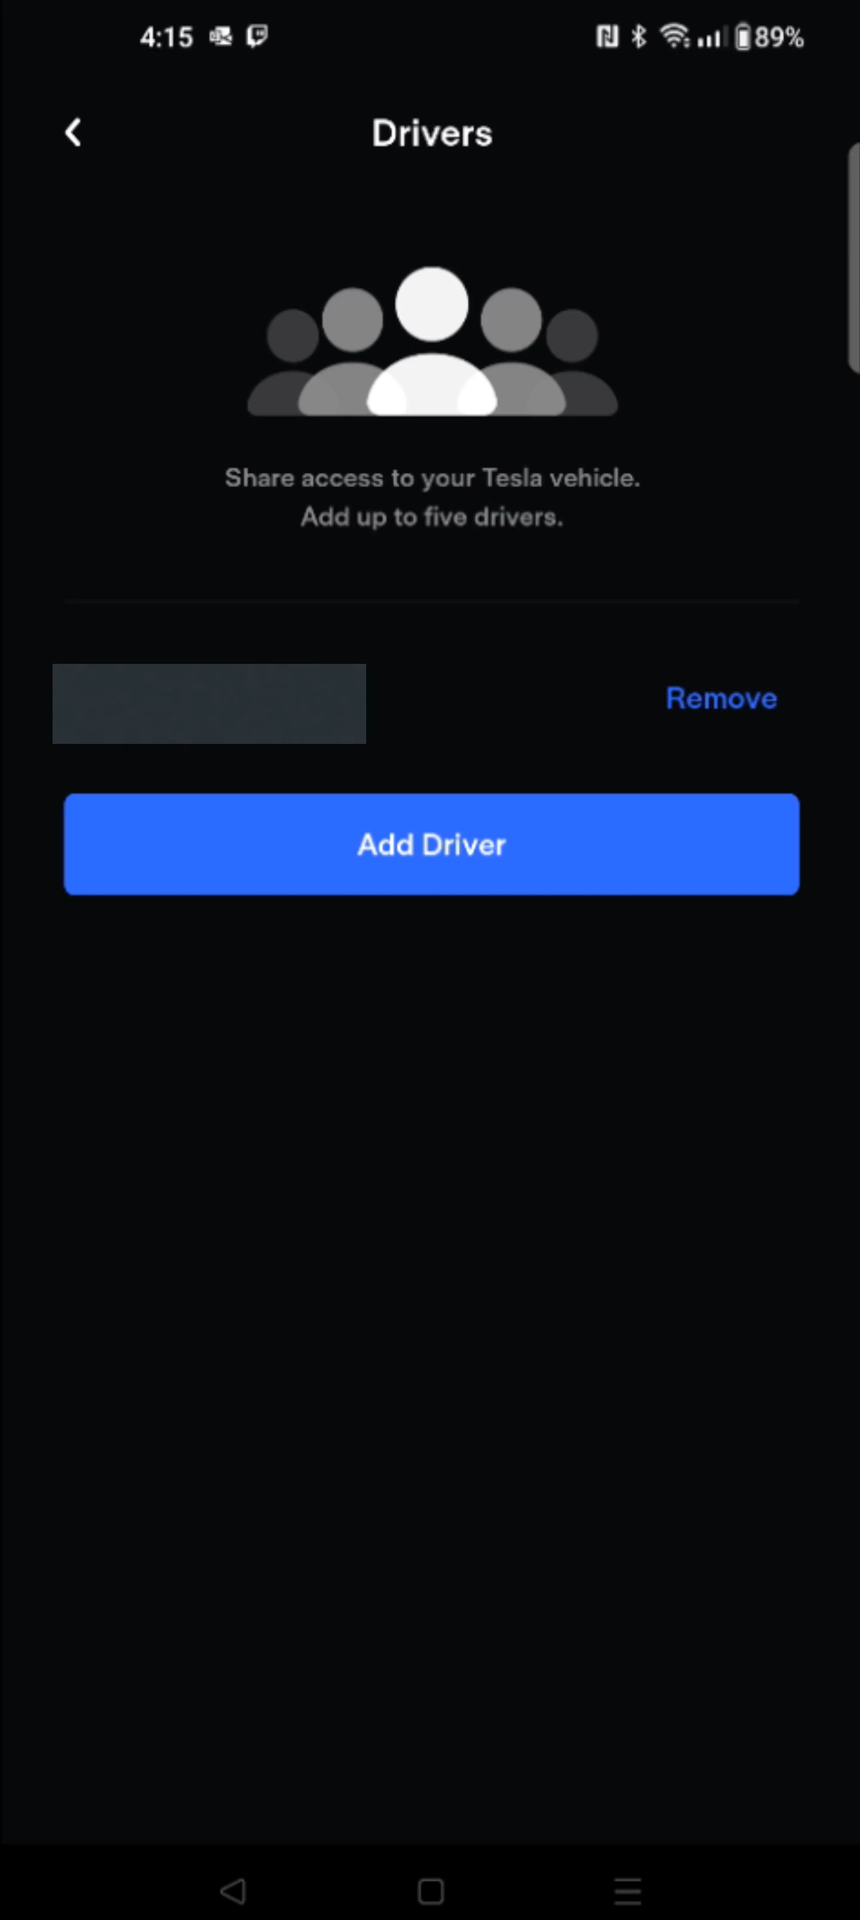 4:15 89%
Drivers
Share access to your Tesla vehicle.
Add up to five drivers.
Remove
Add Driver